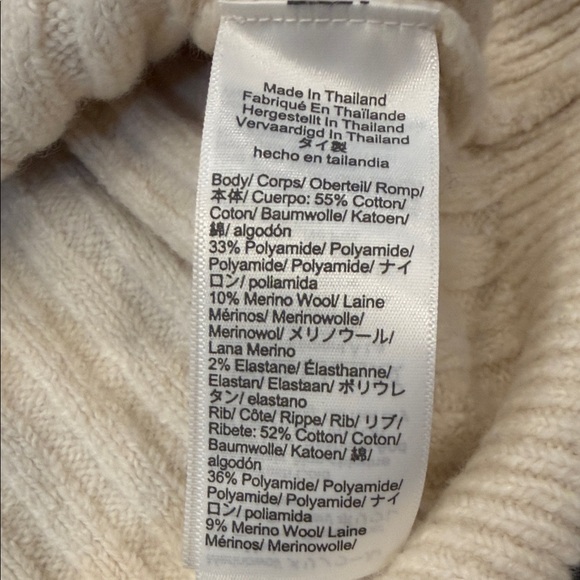 Made In Thailand
Fabriqué En Thaïlande
Hergestellt In Thailand
Vervaardigd In Thailand
タイ製
hecho en tailandia
Body/ Corps/ Oberteil/ Romp/
本体/ Cuerpo: 55% Cotton/
Coton/ Baumwolle/ Katoen/
綿/ algodón
33% Polyamide/ Polyamide/
Polyamide/ Polyamide/ ナイ
ロン/ poliamida
10% Merino Wool/ Laine
Mérinos/ Merinowolle/
Merinowol/ メリノウール/
Lana Merino
2% Elastane/ Élasthanne/
Elastan/ Elastaan/ ポリウレ
タン/ elastano
Rib/ Côte/ Rippe/ Rib/ リブ/
Ribete: 52% Cotton/ Coton/
Baumwolle/ Katoen/ 綿/
algodón
36% Polyamide/ Polyamide/
Polyamide/ Polyamide/ ナイ
ロン/ poliamida
9% Merino Wool/ Laine
Mérinos/ Merinowolle/